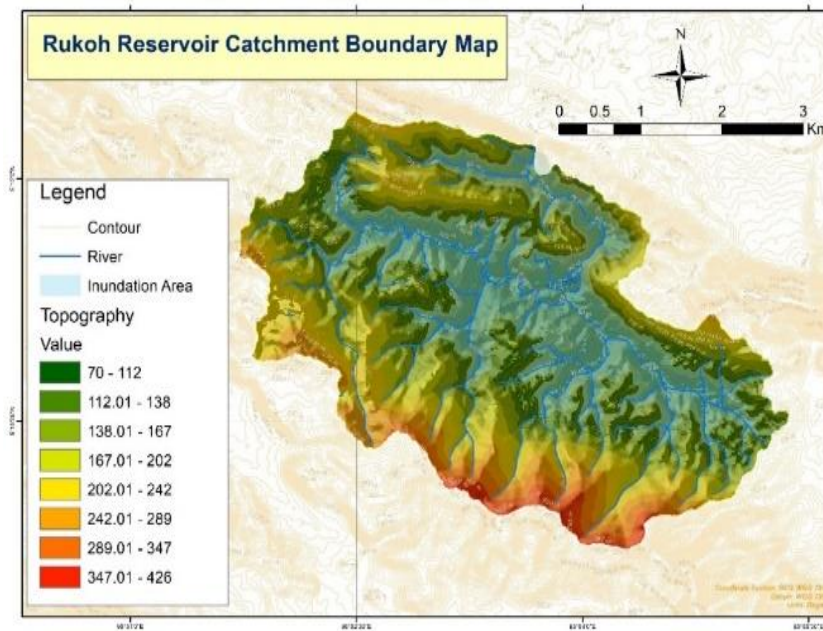 Rukoh Reservoir Catchment Boundary Map
N
0 0.5 1 2 3
Km
Legend
Contour
River
Inundation Area
Topography
Value
70 - 112
112.01 - 138
138.01 - 167
167.01 - 202
202.01 - 242
242.01 - 289
289.01 - 347
347.01 - 426